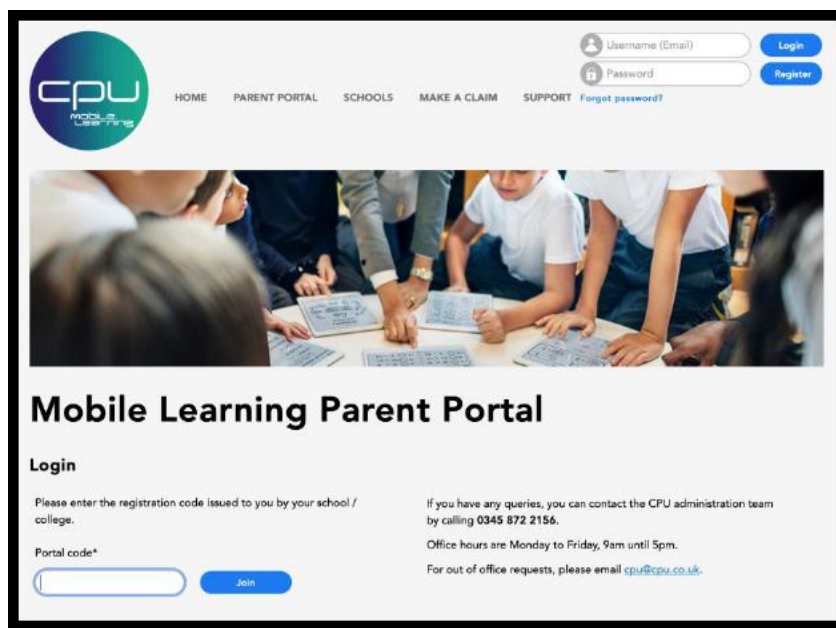 cpu
MOBILE
LEARNING
HOME
PARENT PORTAL
SCHOOLS
MAKE A CLAIM
SUPPORT
Username (Email)
Login
Password
Register
Forgot password?
Mobile Learning Parent Portal
Login
Please enter the registration code issued to you by your school /
college.
Portal code*
Join
If you have any queries, you can contact the CPU administration team
by calling 0345 872 2156.
Office hours are Monday to Friday, 9am until 5pm.
For out of office requests, please email cpu@cpu.co.uk.